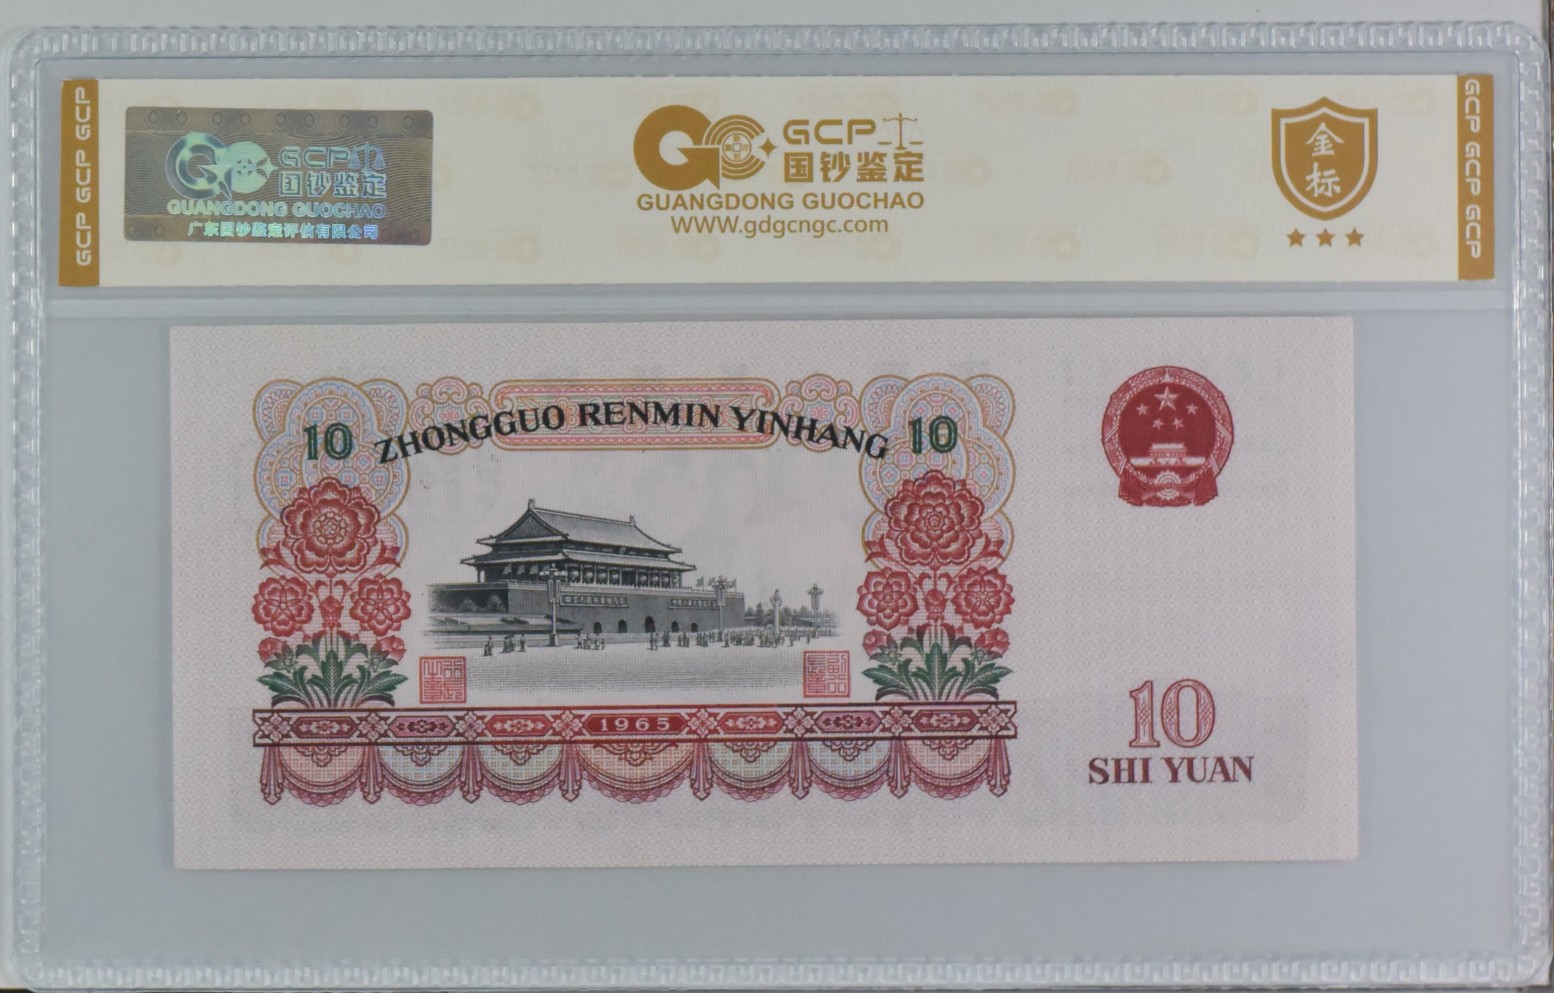 GCP GCP GCP
GCP
国钞鉴定
GUANGDONG GUOCHAO
广东国钞鉴定评估有限公司
GCP
国钞鉴定
GUANGDONG GUOCHAO
WWW.gdgcngc.com
金标
GCP GCP GCP
10 ZHONGGUO RENMIN YINHANG 10
1965
10
SHI YUAN